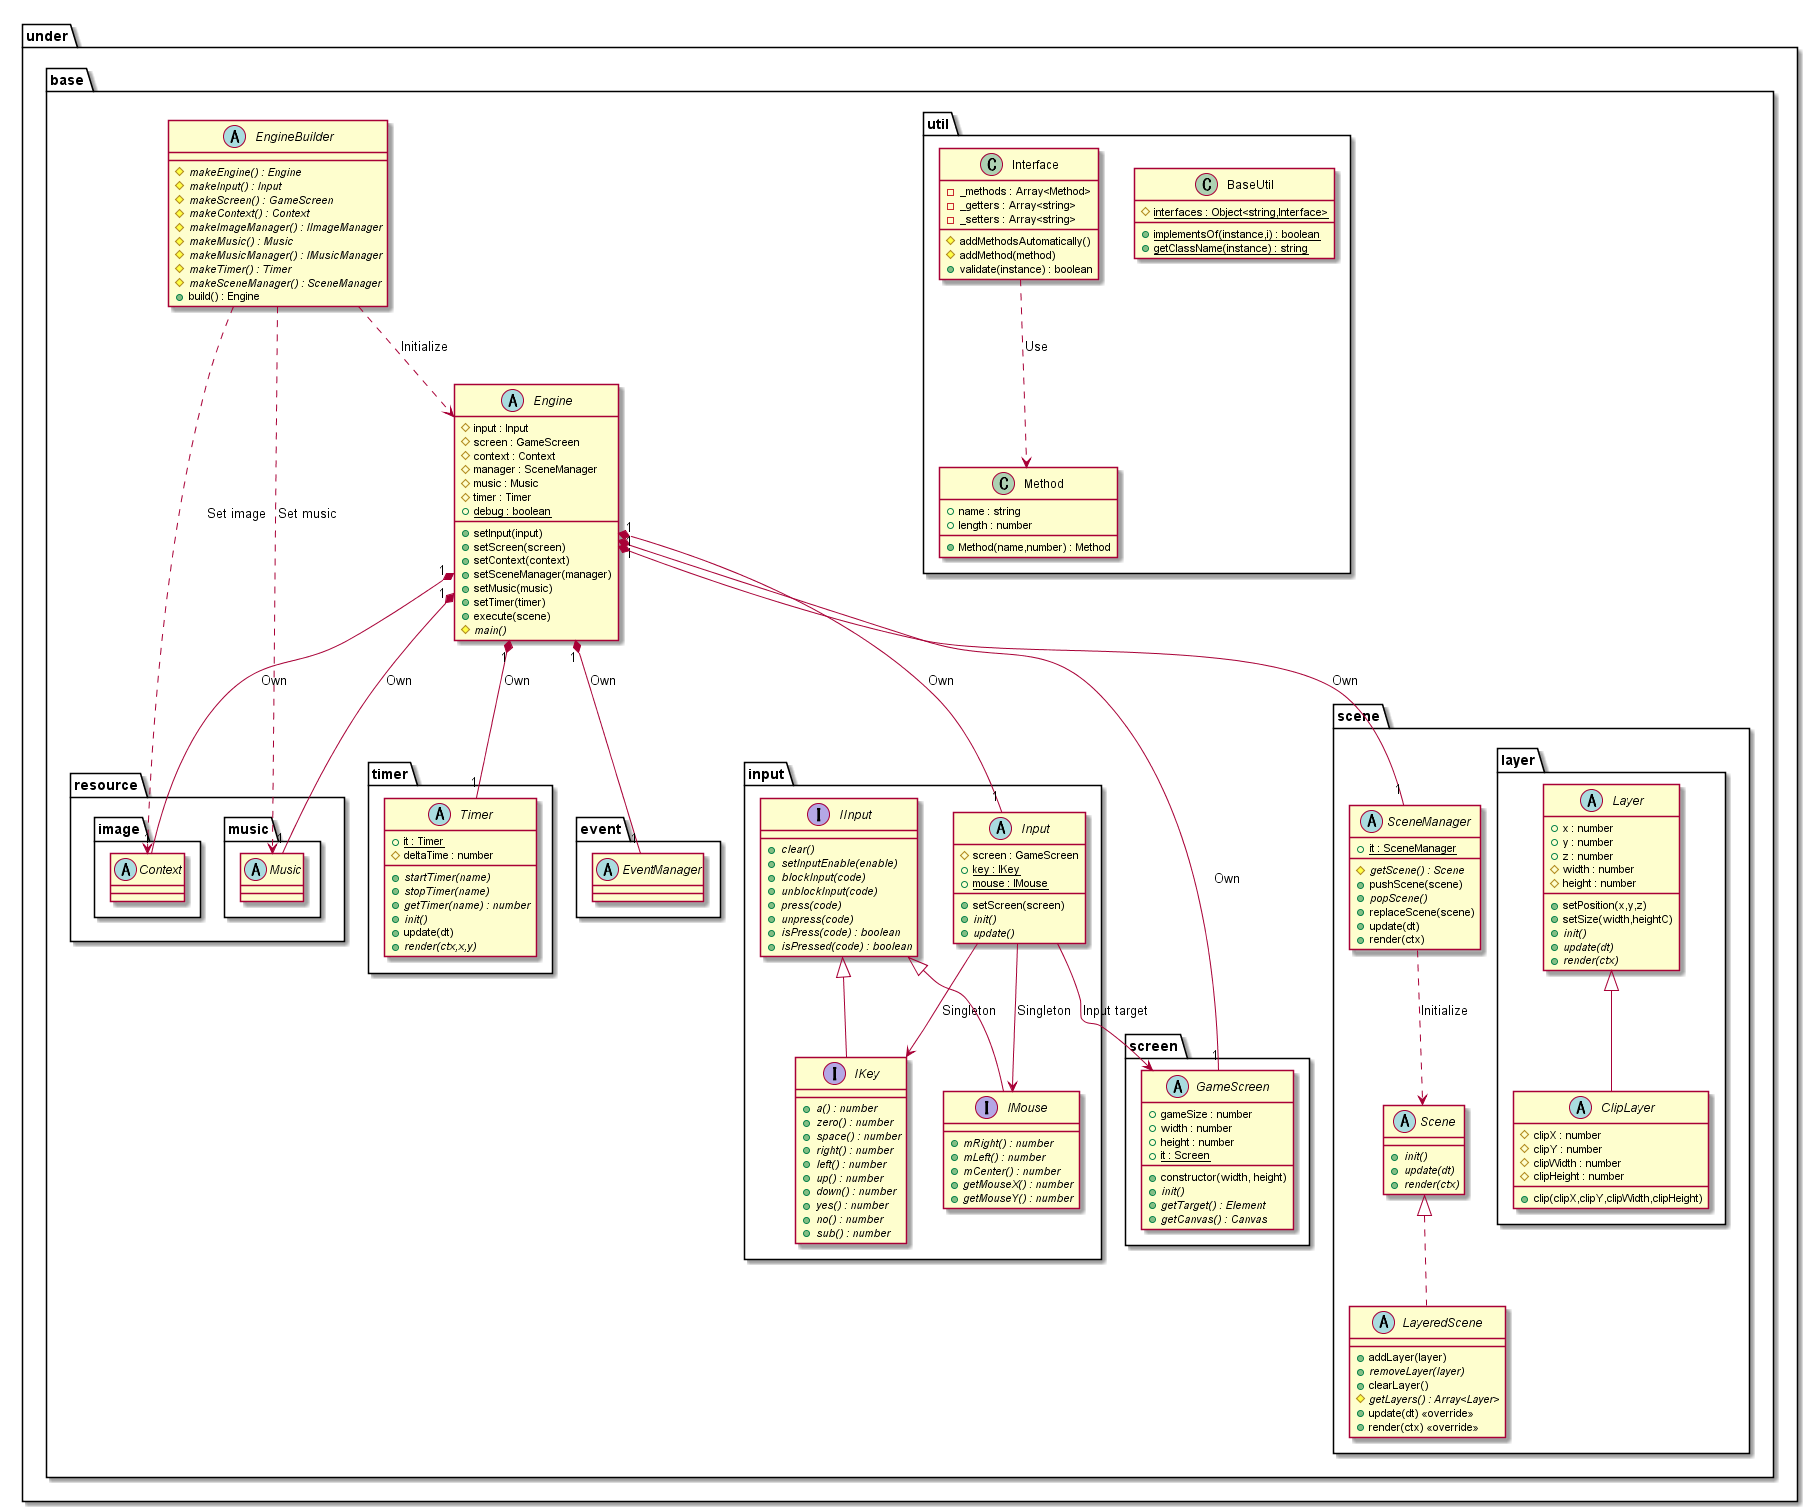 under
base
EngineBuilder
makeEngine() : Engine
makeInput() : Input
makeScreen() : GameScreen
makeContext() : Context
makeImageManager() : IImageManager
makeMusic() : Music
makeMusicManager() : IMusicManager
makeTimer() : Timer
makeSceneManager() : SceneManager
build() : Engine
util
Interface
_methods : Array<Method>
_getters : Array<string>
_setters : Array<string>
addMethodsAutomatically()
addMethod(method)
validate(instance) : boolean
BaseUtil
interfaces : Object<string,Interface>
implementsOf(instance,i) : boolean
getClassName(instance) : string
Use
Method
name : string
length : number
Method(name,number) : Method
Initialize
Set image
Set music
Engine
input : Input
screen : GameScreen
context : Context
manager : SceneManager
music : Music
timer : Timer
debug : boolean
setInput(input)
setScreen(screen)
setContext(context)
setSceneManager(manager)
setMusic(music)
setTimer(timer)
execute(scene)
main()
1
1
1
1
1
1
1
Own
Own
Own
Own
Own
Own
Own
resource
image
1
Context
music
1
Music
timer
1
Timer
it : Timer
deltaTime : number
startTimer(name)
stopTimer(name)
getTimer(name) : number
init()
update(dt)
render(ctx,x,y)
event
1
EventManager
input
IInput
clear()
setInputEnable(enable)
blockInput(code)
unblockInput(code)
press(code)
unpress(code)
isPress(code) : boolean
isPressed(code) : boolean
1
Input
screen : GameScreen
key : IKey
mouse : IMouse
setScreen(screen)
init()
update()
Singleton
Singleton
Input target
IKey
a() : number
zero() : number
space() : number
right() : number
left() : number
up() : number
down() : number
yes() : number
no() : number
sub() : number
IMouse
mRight() : number
mLeft() : number
mCenter() : number
getMouseX() : number
getMouseY() : number
screen
1
GameScreen
gameSize : number
width : number
height : number
it : Screen
constructor(width, height)
init()
getTarget() : Element
getCanvas() : Canvas
scene
1
SceneManager
it : SceneManager
getScene() : Scene
pushScene(scene)
popScene()
replaceScene(scene)
update(dt)
render(ctx)
Initialize
Scene
init()
update(dt)
render(ctx)
LayeredScene
addLayer(layer)
removeLayer(layer)
clearLayer()
getLayers() : Array<Layer>
update(dt) «override»
render(ctx) «override»
layer
Layer
x : number
y : number
z : number
width : number
height : number
setPosition(x,y,z)
setSize(width,heightC)
init()
update(dt)
render(ctx)
ClipLayer
clipX : number
clipY : number
clipWidth : number
clipHeight : number
clip(clipX,clipY,clipWidth,clipHeight)